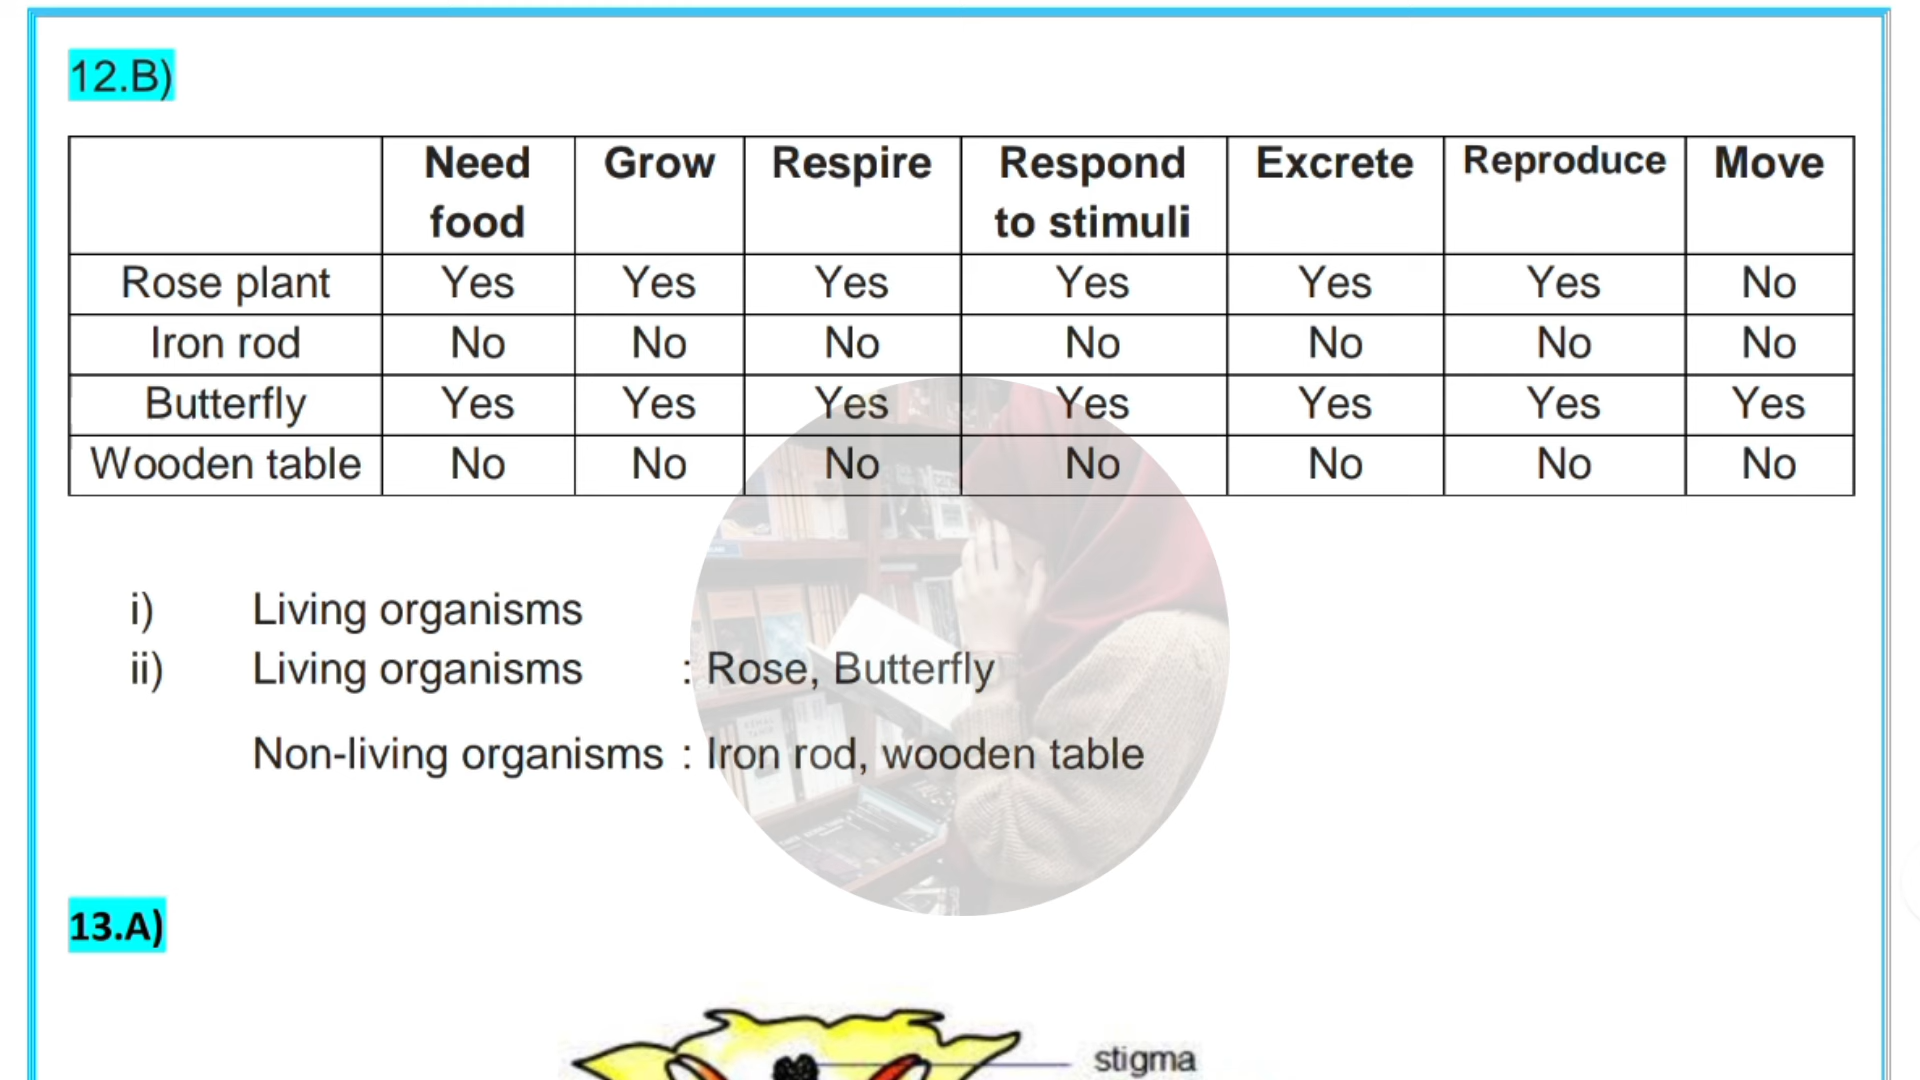 12.B)
Need food Grow Respire Respond to stimuli Excrete Reproduce Move
Rose plant Yes Yes Yes Yes Yes Yes No
Iron rod No No No No No No No
Butterfly Yes Yes Yes Yes Yes Yes Yes
Wooden table No No No No No No No
i) Living organisms
ii) Living organisms : Rose, Butterfly
Non-living organisms : Iron rod, wooden table
13.A)
stigma